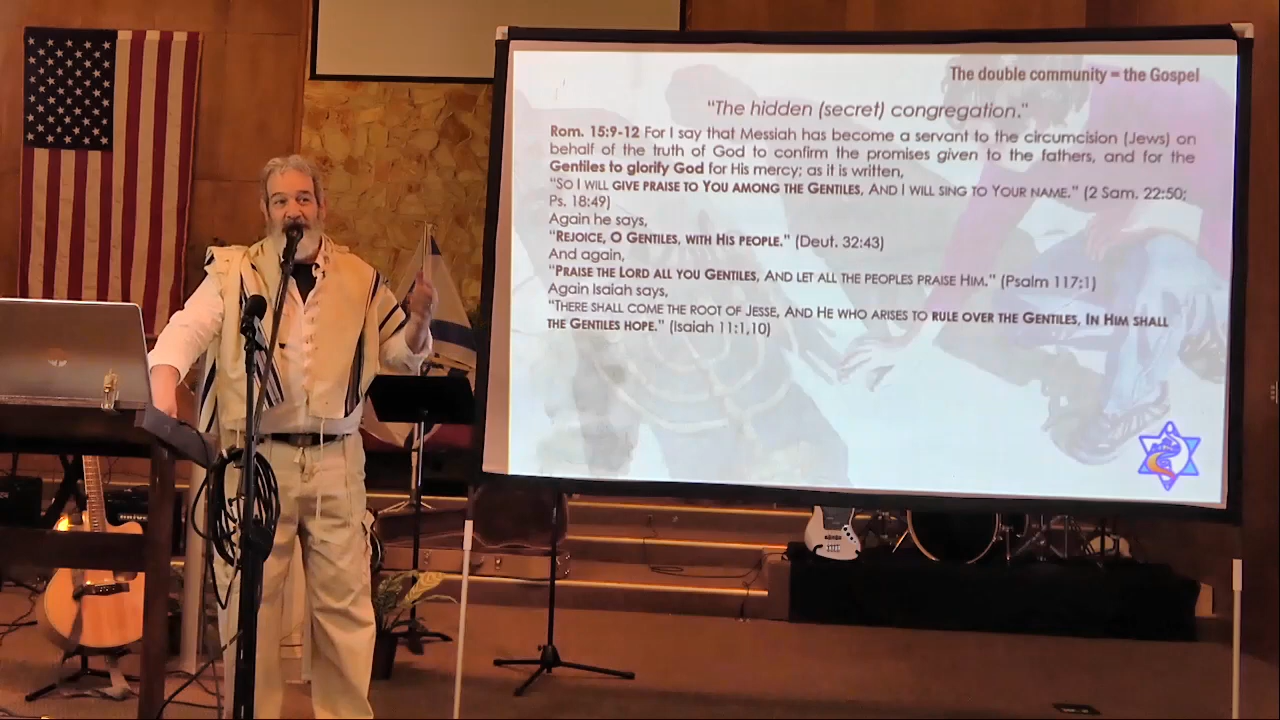 The double community = the Gospel
“The hidden (secret) congregation.”
Rom. 15:9-12 For I say that Messiah has become a servant to the circumcision (Jews) on
behalf of the truth of God to confirm the promises given to the fathers, and for the
Gentiles to glorify God for His mercy; as it is written,
“SO I WILL GIVE PRAISE TO YOU AMONG THE GENTILES, AND I WILL SING TO YOUR NAME.” (2 Sam. 22:50;
Ps. 18:49)
Again he says,
“REJOICE, O GENTILES, WITH HIS PEOPLE.” (Deut. 32:43)
And again,
“PRAISE THE LORD ALL YOU GENTILES, AND LET ALL THE PEOPLES PRAISE HIM.” (Psalm 117:1)
Again Isaiah says,
“THERE SHALL COME THE ROOT OF JESSE, AND HE WHO ARISES TO RULE OVER THE GENTILES, IN HIM SHALL
THE GENTILES HOPE.” (Isaiah 11:1,10)